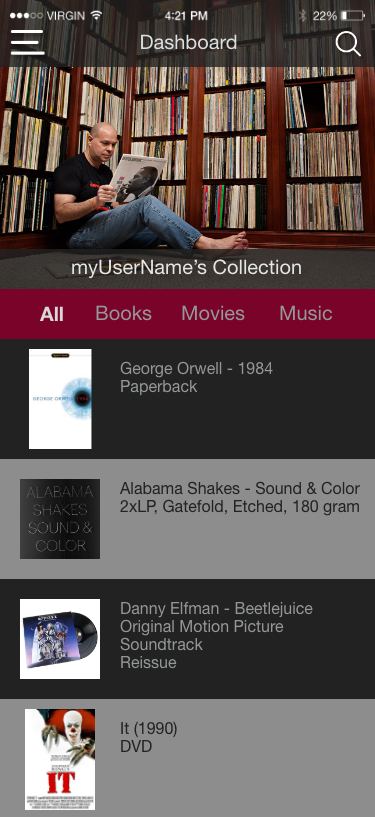 VIRGIN 4:21 PM 22%
Dashboard
myUserName's Collection
All Books Movies Music
GEORGE ORWELL 1984
George Orwell - 1984
Paperback
ALABAMA
SHAKES
SOUND &
COLOR
Alabama Shakes - Sound & Color
2xLP, Gatefold, Etched, 180 gram
Danny Elfman - Beetlejuice
Original Motion Picture
Soundtrack
Reissue
IT
It (1990)
DVD